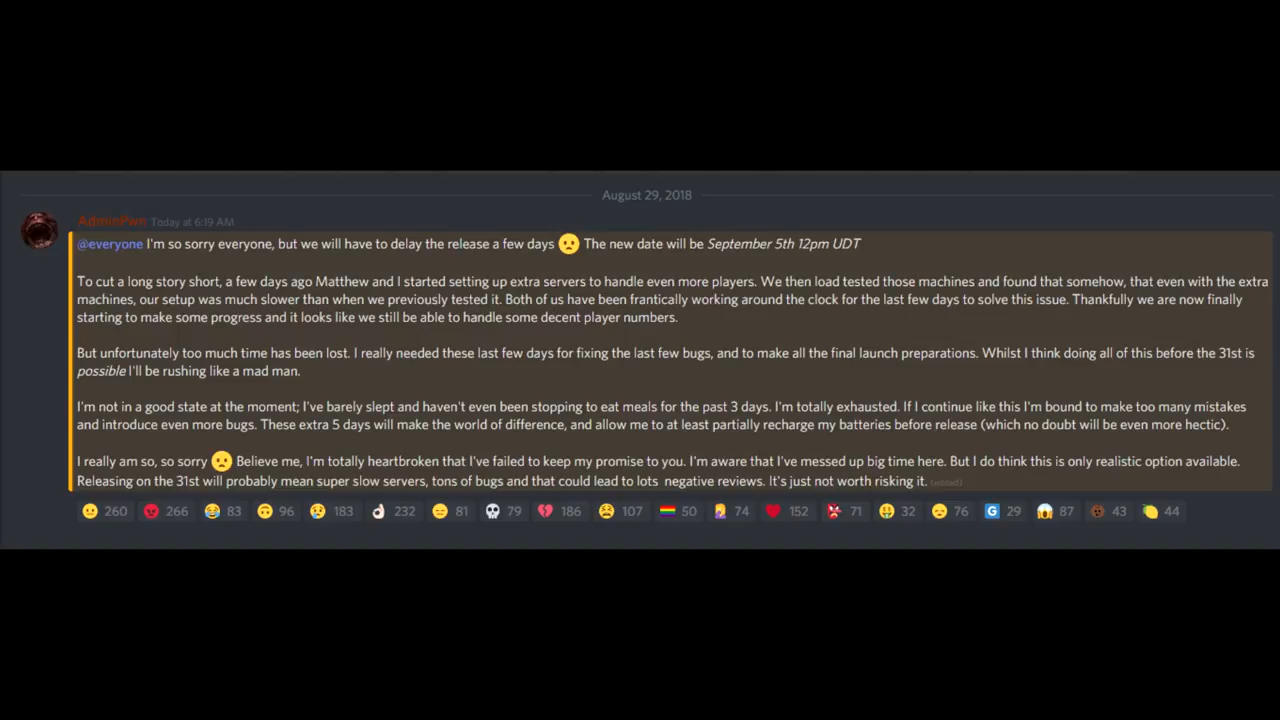 August 29, 2018
AdminPwn Today at 6:19 AM
@everyone I'm so sorry everyone, but we will have to delay the release a few days 😦 The new date will be September 5th 12pm UDT
To cut a long story short, a few days ago Matthew and I started setting up extra servers to handle even more players. We then load tested those machines and found that somehow, that even with the extra
machines, our setup was much slower than when we previously tested it. Both of us have been frantically working around the clock for the last few days to solve this issue. Thankfully we are now finally
starting to make some progress and it looks like we still be able to handle some decent player numbers.
But unfortunately too much time has been lost. I really needed these last few days for fixing the last few bugs, and to make all the final launch preparations. Whilst I think doing all of this before the 31st is
possible I'll be rushing like a mad man.
I'm not in a good state at the moment; I've barely slept and haven't even been stopping to eat meals for the past 3 days. I'm totally exhausted. If I continue like this I'm bound to make too many mistakes
and introduce even more bugs. These extra 5 days will make the world of difference, and allow me to at least partially recharge my batteries before release (which no doubt will be even more hectic).
I really am so, so sorry 😦 Believe me, I'm totally heartbroken that I've failed to keep my promise to you. I'm aware that I've messed up big time here. But I do think this is only realistic option available.
Releasing on the 31st will probably mean super slow servers, tons of bugs and that could lead to lots negative reviews. It's just not worth risking it. (edited)
260 266 83 96 183 232 81 79 186 107 50 74 152 71 32 76 G 29 87 43 44